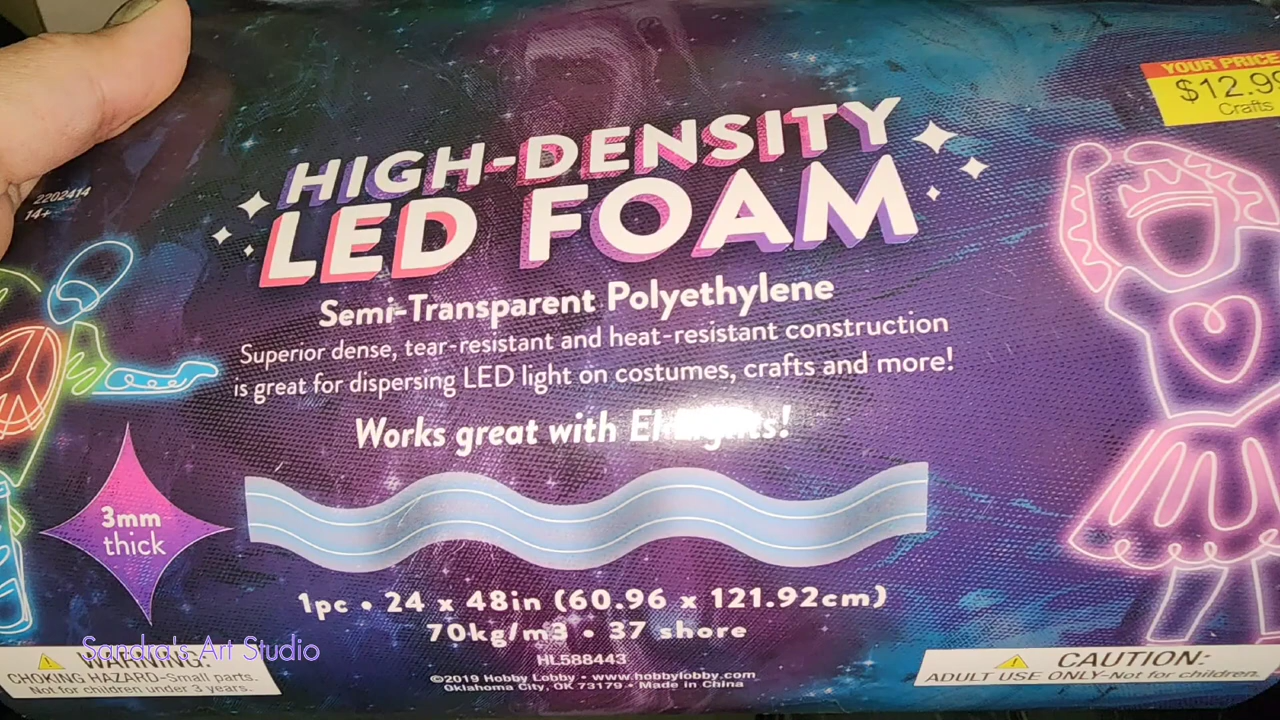 YOUR PRICE
$12.99
Crafts
2202414
14+
HIGH-DENSITY
LED FOAM
Semi-Transparent Polyethylene
Superior dense, tear-resistant and heat-resistant construction
is great for dispersing LED light on costumes, crafts and more!
Works great with
3mm
thick
1pc • 24 x 48in (60.96 x 121.92cm)
70kg/m3 • 37 shore
HL588443
©2019 Hobby Lobby • www.hobbylobby.com
Oklahoma City, OK 73179 • Made in China
Sandra's Art Studio
WARNING:
CHOKING HAZARD-Small parts.
Not for children under 3 years.
CAUTION:
ADULT USE ONLY-Not for children.